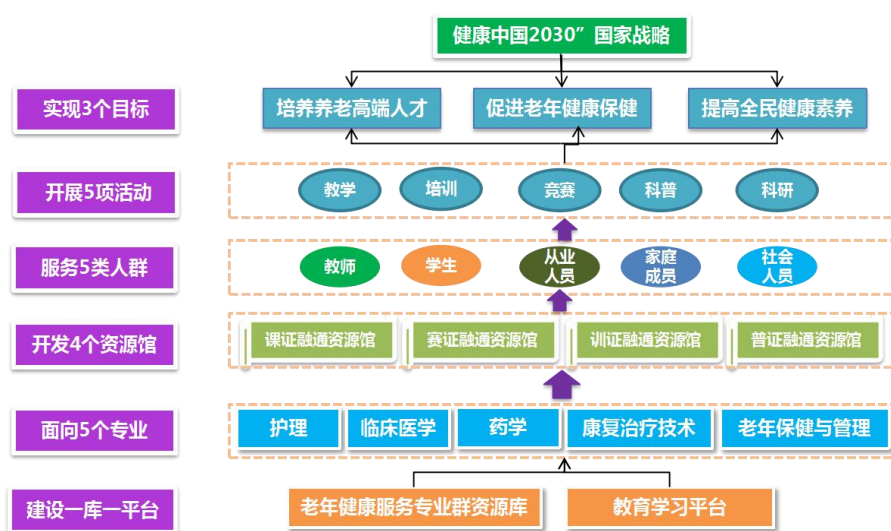 健康中国2030”国家战略
实现3个目标
培养养老高端人才
促进老年健康保健
提高全民健康素养
开展5项活动
教学
培训
竞赛
科普
科研
服务5类人群
教师
学生
从业
人员
家庭
成员
社会
人员
开发4个资源馆
课证融通资源馆
赛证融通资源馆
训证融通资源馆
普证融通资源馆
面向5个专业
护理
临床医学
药学
康复治疗技术
老年保健与管理
建设一库一平台
老年健康服务专业群资源库
教育学习平台